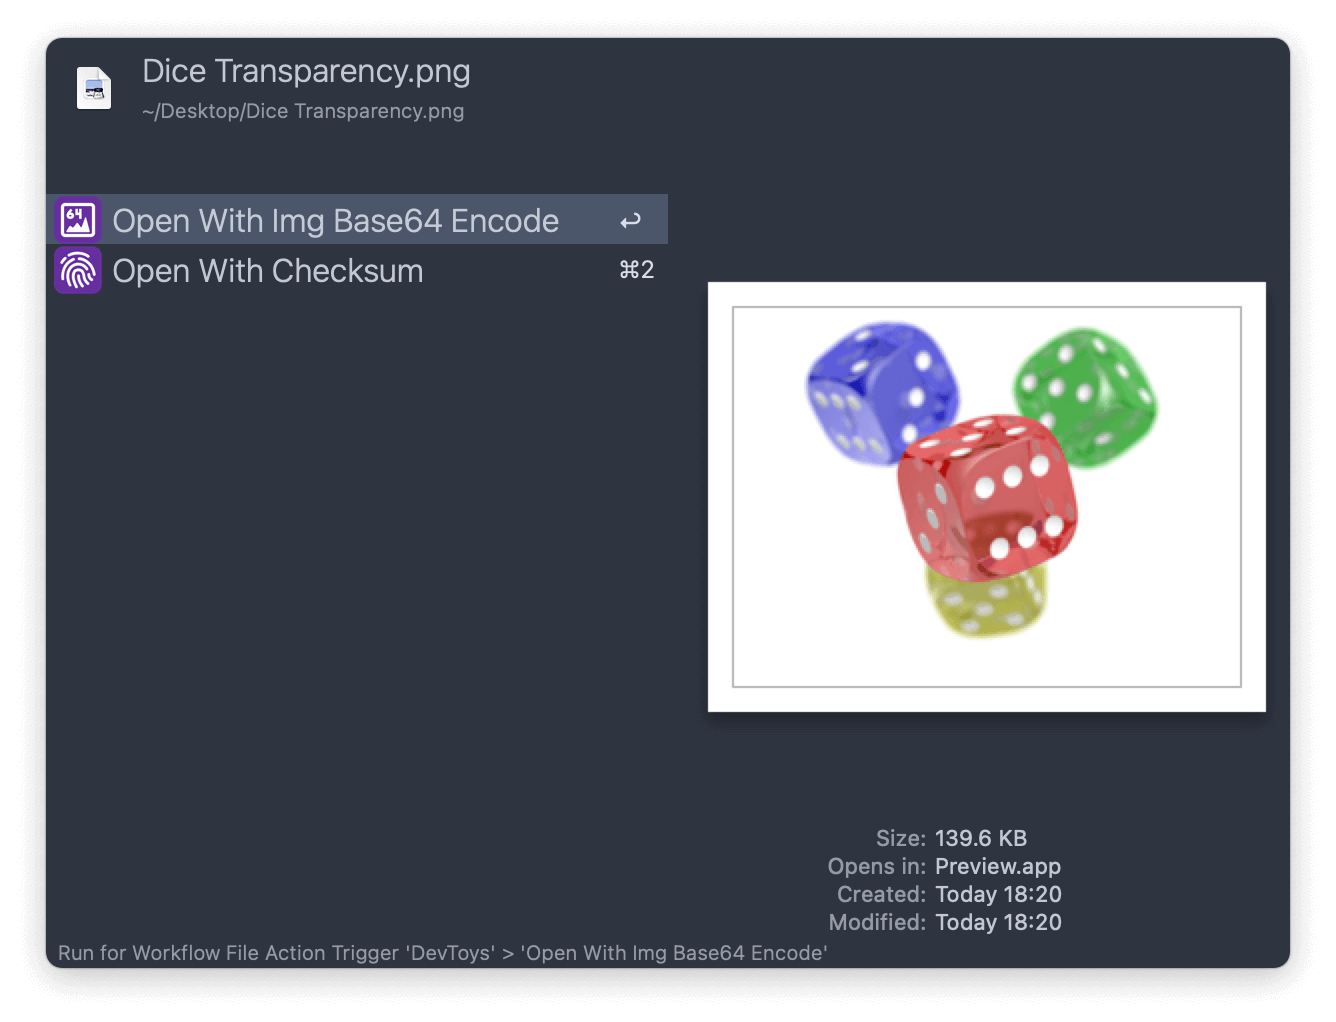 Dice Transparency.png
~/Desktop/Dice Transparency.png
64 Open With Img Base64 Encode ↩
Open With Checksum ⌘2
Size: 139.6 KB
Opens in: Preview.app
Created: Today 18:20
Modified: Today 18:20
Run for Workflow File Action Trigger 'DevToys' > 'Open With Img Base64 Encode'